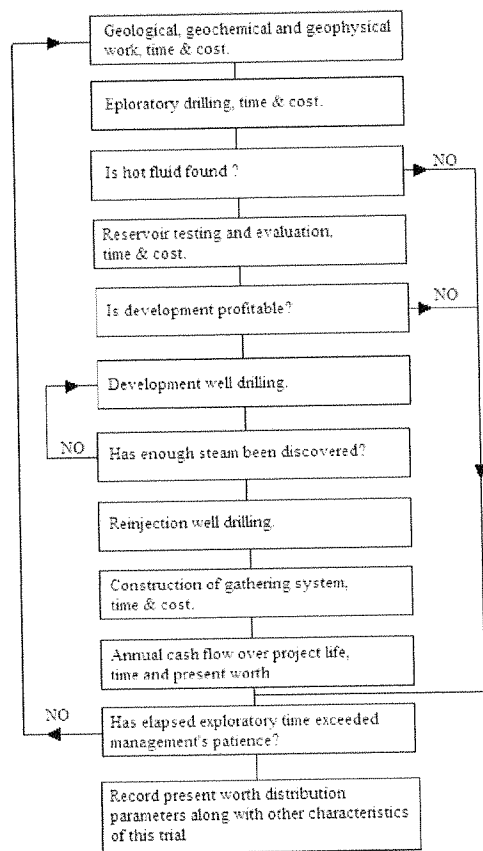 Geological, geochemical and geophysical
work, time & cost.
Eploratory drilling, time & cost.
Is hot fluid found ?
NO
Reservoir testing and evaluation,
time & cost.
Is development profitable?
NO
Development well drilling.
NO
Has enough steam been discovered?
Reinjection well drilling.
Construction of gathering system,
time & cost.
Annual cash flow over project life,
time and present worth
NO
Has elapsed exploratory time exceeded
management's patience?
Record present worth distribution
parameters along with other characteristics
of this trial